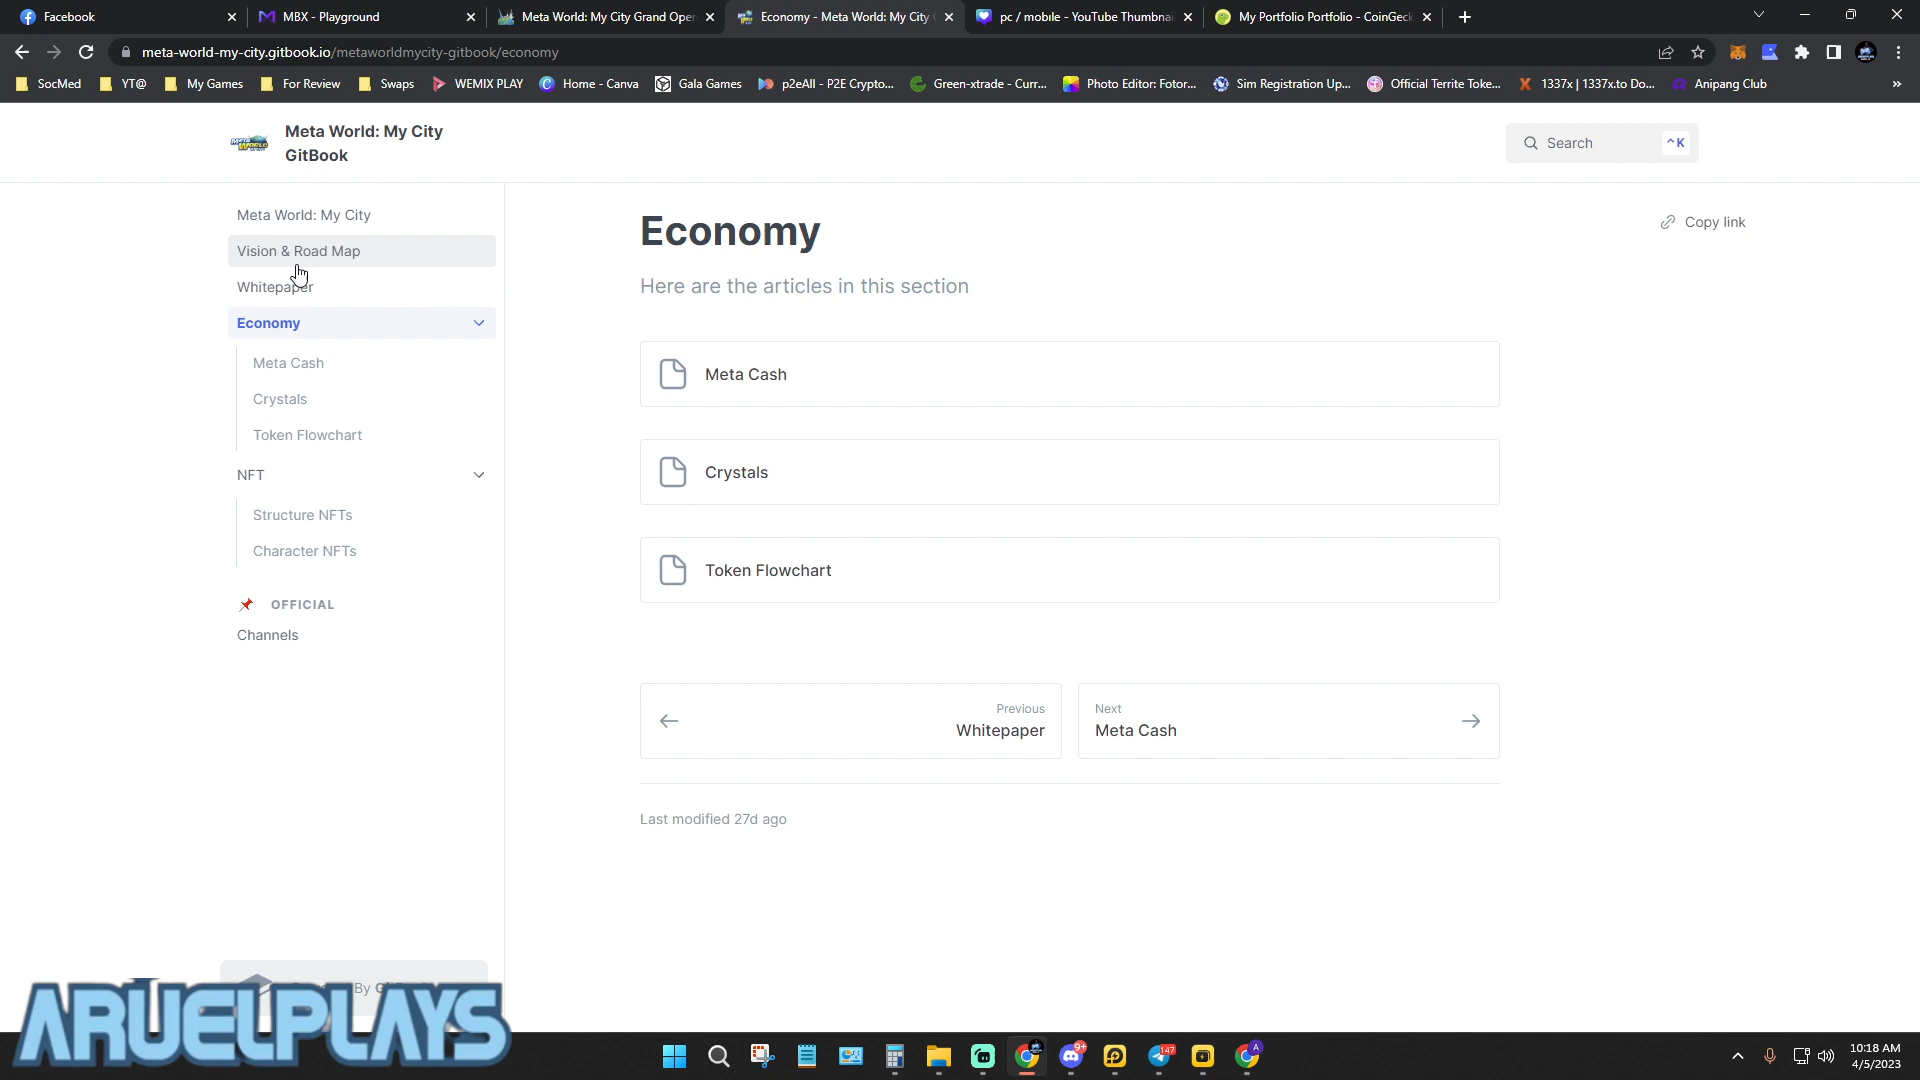 Facebook
MBX - Playground
Meta World: My City Grand Open
Economy - Meta World: My City
pc / mobile - YouTube Thumbnai
My Portfolio Portfolio - CoinGeck
meta-world-my-city.gitbook.io/metaworldmycity-gitbook/economy
SocMed
YT@
My Games
For Review
Swaps
WEMIX PLAY
Home - Canva
Gala Games
p2eAll - P2E Crypto...
Green-xtrade - Curr...
Photo Editor: Fotor...
Sim Registration Up...
Official Territe Toke...
1337x | 1337x.to Do...
Anipang Club
»
Meta World: My City
GitBook
Search
^K
Meta World: My City
Vision & Road Map
Whitepaper
Economy
Meta Cash
Crystals
Token Flowchart
NFT
Structure NFTs
Character NFTs
OFFICIAL
Channels
Economy
Copy link
Here are the articles in this section
Meta Cash
Crystals
Token Flowchart
Previous
Whitepaper
Next
Meta Cash
Last modified 27d ago
By
ARUELPLAYS
9+
147
A
10:18 AM
4/5/2023